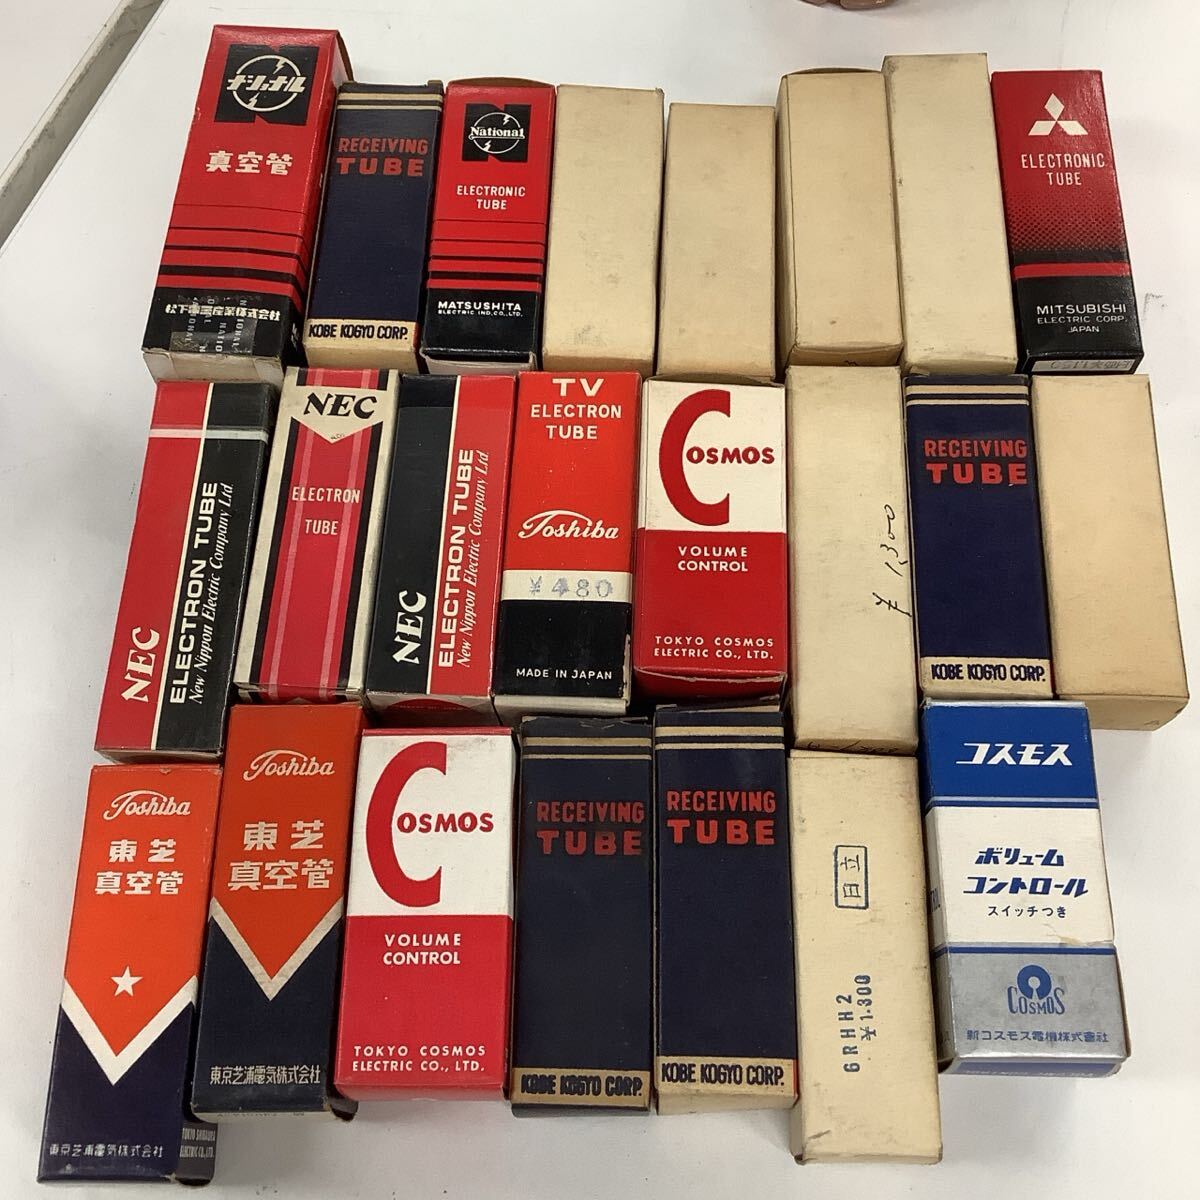 ナショナル
真空管
松下電器産業株式会社
RECEIVING
TUBE
KOBE KOGYO CORP.
National
ELECTRONIC
TUBE
MATSUSHITA
ELECTRIC IND.CO.,LTD.
ELECTRONIC
TUBE
MITSUBISHI
ELECTRIC CORP.
JAPAN
NEC
ELECTRON TUBE
New Nippon Electric Company Ltd.
NEC
ELECTRON
TUBE
NEC
ELECTRON TUBE
New Nippon Electric Company Ltd.
TV
ELECTRON
TUBE
Toshiba
¥480
MADE IN JAPAN
COSMOS
VOLUME
CONTROL
TOKYO COSMOS
ELECTRIC CO., LTD.
¥1300
RECEIVING
TUBE
KOBE KOGYO CORP.
Toshiba
東芝
真空管
東京芝浦電気株式会社
TOKYO SHIBAURA
ELECTRIC CO., LTD.
Toshiba
東芝
真空管
東京芝浦電気株式会社
COSMOS
VOLUME
CONTROL
TOKYO COSMOS
ELECTRIC CO., LTD.
RECEIVING
TUBE
KOBE KOGYO CORP.
RECEIVING
TUBE
KOBE KOGYO CORP.
日立
6RHH2
¥1.300
コスモス
ボリューム
コントロール
スイッチつき
COSMOS
新コスモス電機株式會社